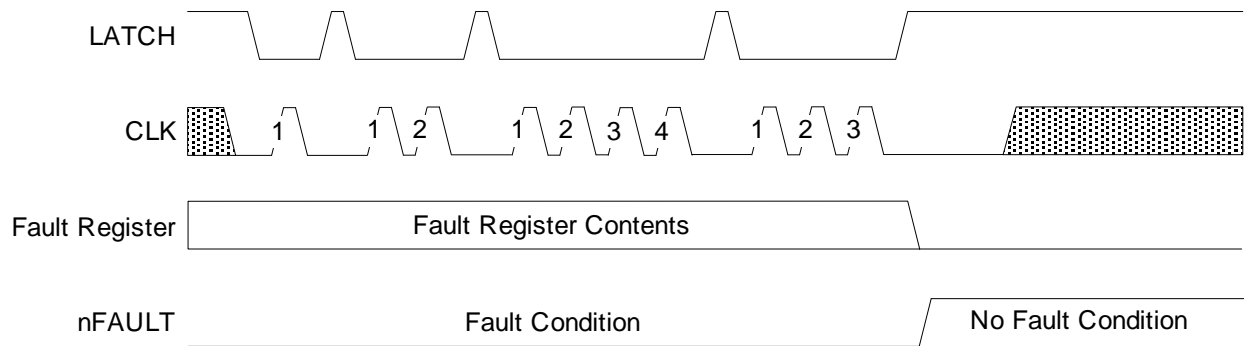 LATCH
CLK
1 1 2 1 2 3 4 1 2 3
Fault Register
Fault Register Contents
nFAULT
Fault Condition
No Fault Condition